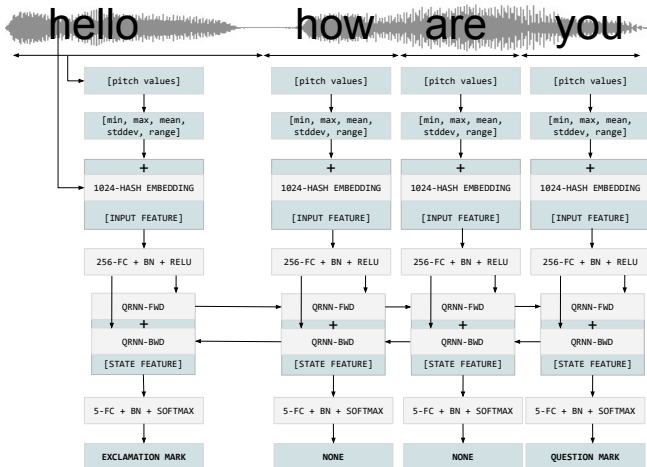 hello how are you
[pitch values] [pitch values] [pitch values] [pitch values]
[min, max, mean, [min, max, mean, [min, max, mean, [min, max, mean,
stddev, range] stddev, range] stddev, range] stddev, range]
+ + + +
1024-HASH EMBEDDING 1024-HASH EMBEDDING 1024-HASH EMBEDDING 1024-HASH EMBEDDING
[INPUT FEATURE] [INPUT FEATURE] [INPUT FEATURE] [INPUT FEATURE]
256-FC + BN + RELU 256-FC + BN + RELU 256-FC + BN + RELU 256-FC + BN + RELU
QRNN-FWD QRNN-FWD QRNN-FWD QRNN-FWD
+ + + +
QRNN-BWD QRNN-BWD QRNN-BWD QRNN-BWD
[STATE FEATURE] [STATE FEATURE] [STATE FEATURE] [STATE FEATURE]
5-FC + BN + SOFTMAX 5-FC + BN + SOFTMAX 5-FC + BN + SOFTMAX 5-FC + BN + SOFTMAX
EXCLAMATION MARK NONE NONE QUESTION MARK